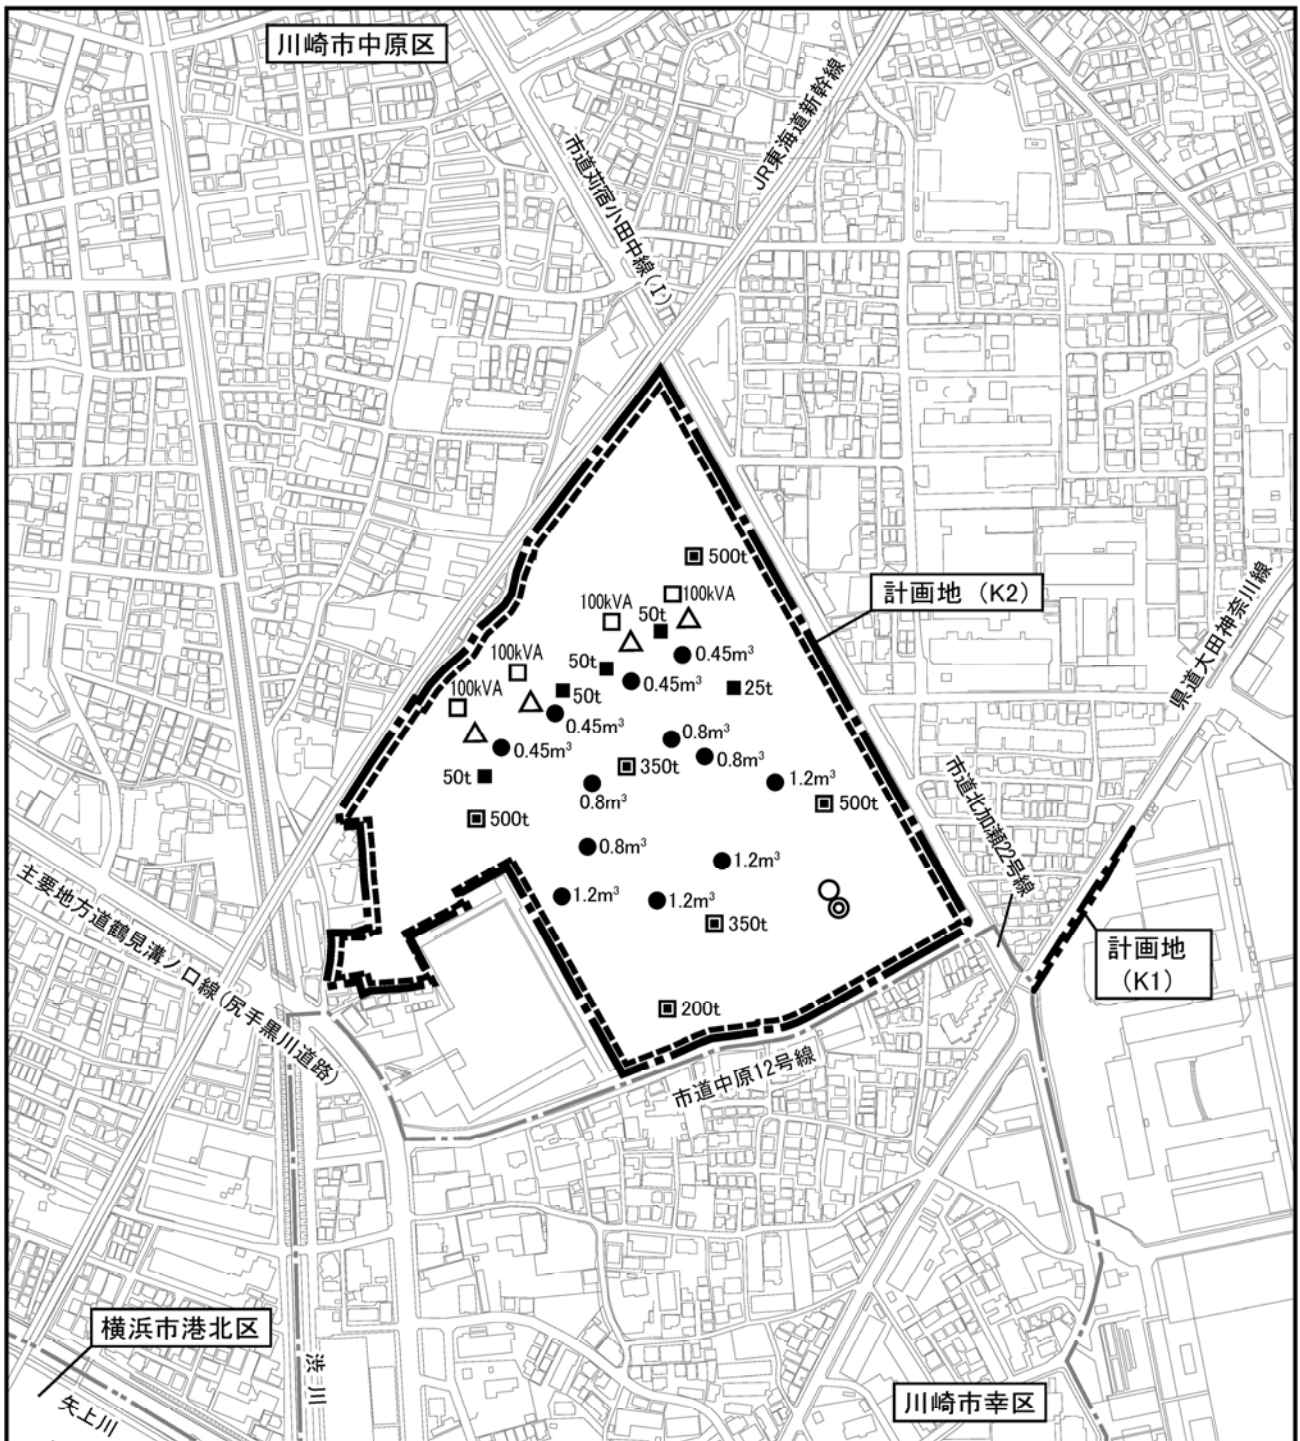 川崎市中原区
JR東海道新幹線
市道苅宿小田中線(Ⅰ)
500t
計画地 (K2)
100kVA
100kVA
50t
県道大田神奈川線
0.45m³
100kVA
50t
0.45m³
25t
100kVA
50t
0.45m³
0.8m³
0.45m³
0.8m³
350t
50t
1.2m³
0.8m³
500t
市道北加瀬22号線
500t
0.8m³
1.2m³
主要地方道鶴見溝ノ口線(尻手黒川道路)
1.2m³
1.2m³
350t
計画地
(K1)
200t
市道中原12号線
横浜市港北区
渋川
矢上川
川崎市幸区